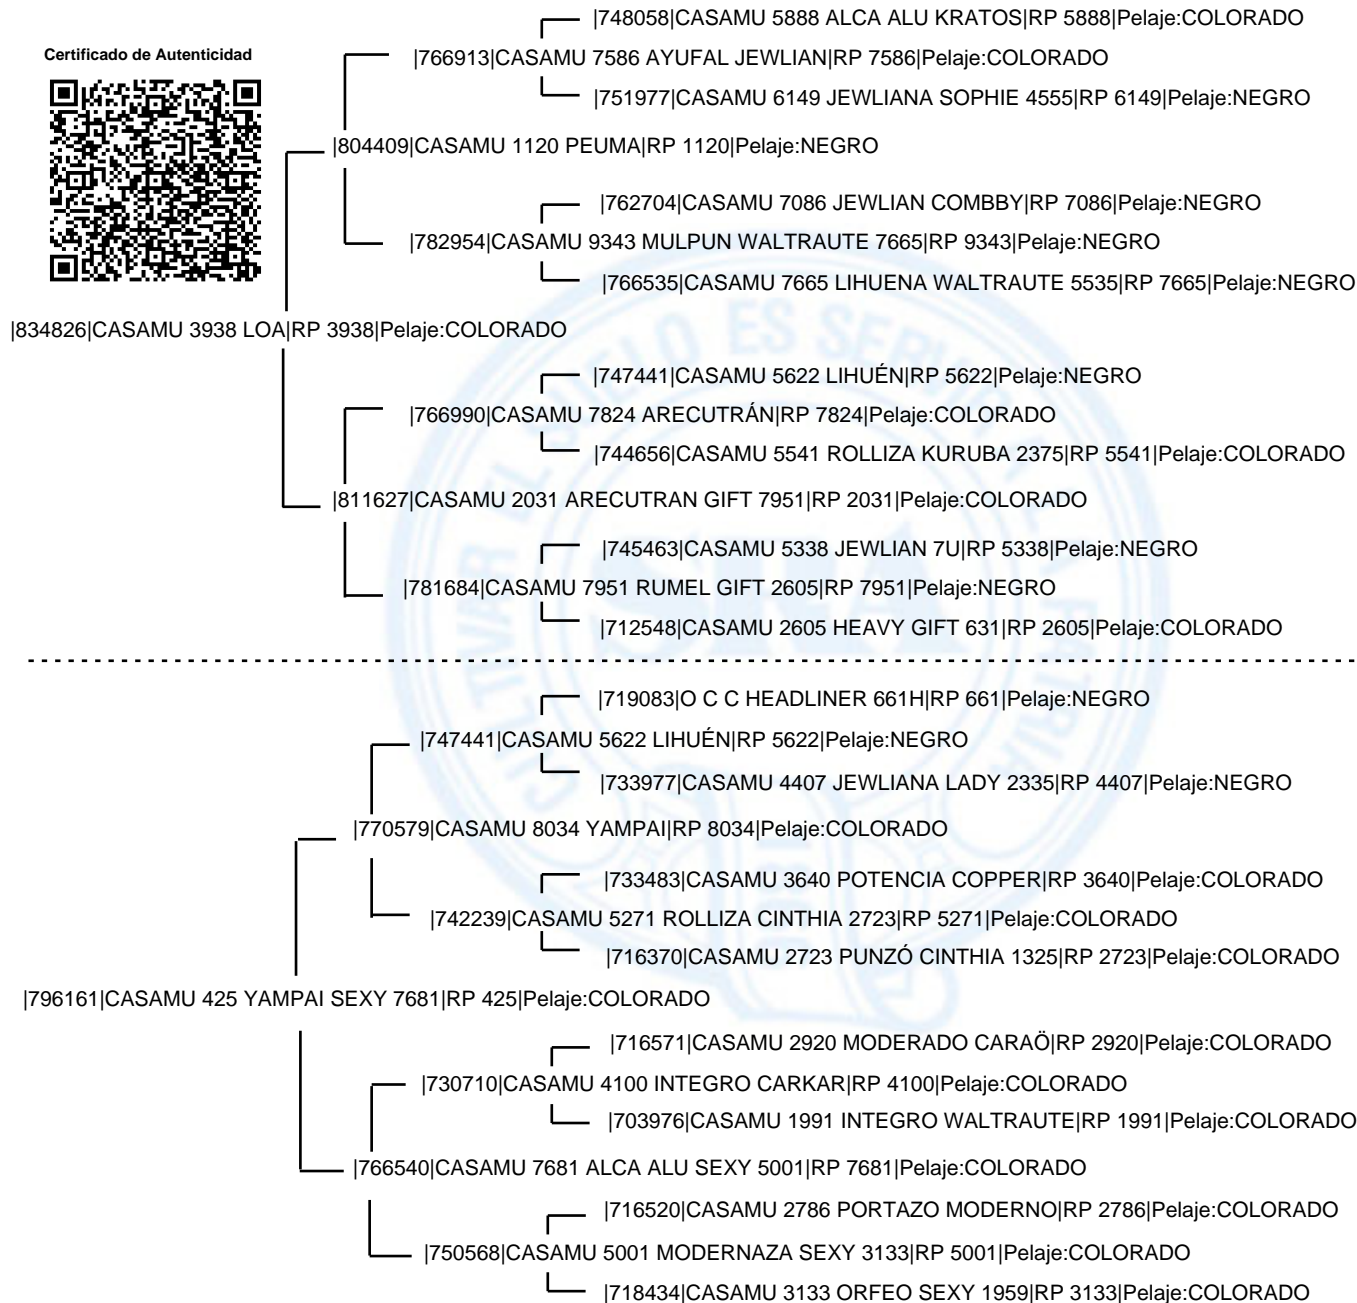 |748058|CASAMU 5888 ALCA ALU KRATOS|RP 5888|Pelaje:COLORADO
Certificado de Autenticidad
|766913|CASAMU 7586 AYUFAL JEWLIAN|RP 7586|Pelaje:COLORADO
|751977|CASAMU 6149 JEWLIANA SOPHIE 4555|RP 6149|Pelaje:NEGRO
|804409|CASAMU 1120 PEUMA|RP 1120|Pelaje:NEGRO
|762704|CASAMU 7086 JEWLIAN COMBBY|RP 7086|Pelaje:NEGRO
|782954|CASAMU 9343 MULPUN WALTRAUTE 7665|RP 9343|Pelaje:NEGRO
|766535|CASAMU 7665 LIHUENA WALTRAUTE 5535|RP 7665|Pelaje:NEGRO
|834826|CASAMU 3938 LOA|RP 3938|Pelaje:COLORADO
|747441|CASAMU 5622 LIHUÉN|RP 5622|Pelaje:NEGRO
|766990|CASAMU 7824 ARECUTRÁN|RP 7824|Pelaje:COLORADO
|744656|CASAMU 5541 ROLLIZA KURUBA 2375|RP 5541|Pelaje:COLORADO
|811627|CASAMU 2031 ARECUTRAN GIFT 7951|RP 2031|Pelaje:COLORADO
|745463|CASAMU 5338 JEWLIAN 7U|RP 5338|Pelaje:NEGRO
|781684|CASAMU 7951 RUMEL GIFT 2605|RP 7951|Pelaje:NEGRO
|712548|CASAMU 2605 HEAVY GIFT 631|RP 2605|Pelaje:COLORADO
|719083|O C C HEADLINER 661H|RP 661|Pelaje:NEGRO
|747441|CASAMU 5622 LIHUÉN|RP 5622|Pelaje:NEGRO
|733977|CASAMU 4407 JEWLIANA LADY 2335|RP 4407|Pelaje:NEGRO
|770579|CASAMU 8034 YAMPAI|RP 8034|Pelaje:COLORADO
|733483|CASAMU 3640 POTENCIA COPPER|RP 3640|Pelaje:COLORADO
|742239|CASAMU 5271 ROLLIZA CINTHIA 2723|RP 5271|Pelaje:COLORADO
|716370|CASAMU 2723 PUNZÓ CINTHIA 1325|RP 2723|Pelaje:COLORADO
|796161|CASAMU 425 YAMPAI SEXY 7681|RP 425|Pelaje:COLORADO
|716571|CASAMU 2920 MODERADO CARAÖ|RP 2920|Pelaje:COLORADO
|730710|CASAMU 4100 INTEGRO CARKAR|RP 4100|Pelaje:COLORADO
|703976|CASAMU 1991 INTEGRO WALTRAUTE|RP 1991|Pelaje:COLORADO
|766540|CASAMU 7681 ALCA ALU SEXY 5001|RP 7681|Pelaje:COLORADO
|716520|CASAMU 2786 PORTAZO MODERNO|RP 2786|Pelaje:COLORADO
|750568|CASAMU 5001 MODERNAZA SEXY 3133|RP 5001|Pelaje:COLORADO
|718434|CASAMU 3133 ORFEO SEXY 1959|RP 3133|Pelaje:COLORADO
CULTIVAR EL SUELO ES SERVIR A LA PATRIA
SRA